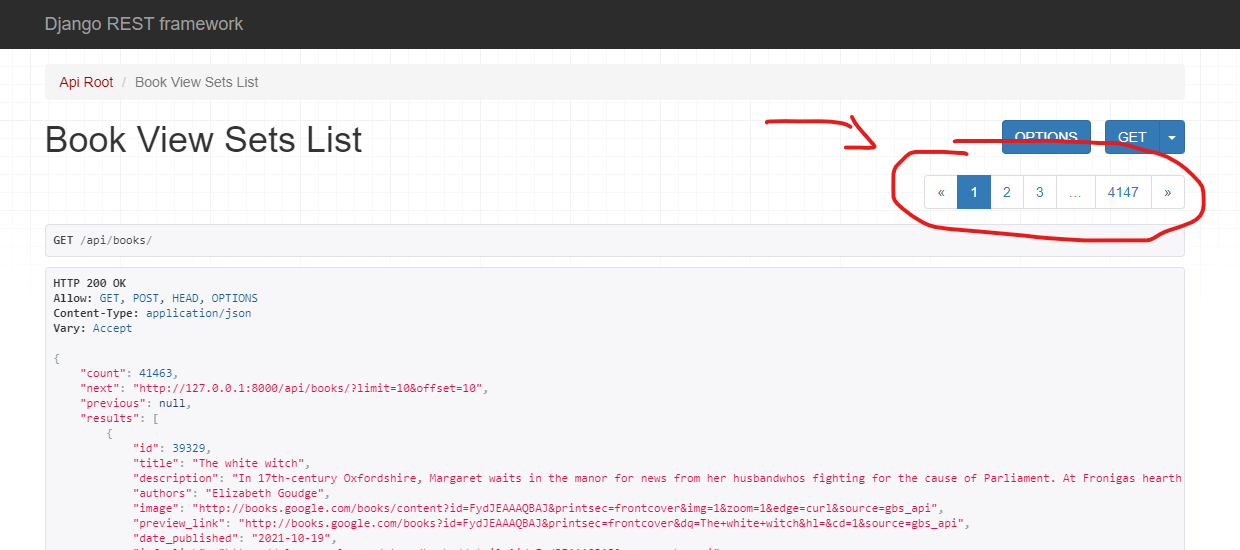 Django REST framework
Api Root / Book View Sets List
Book View Sets List
OPTIONS GET
« 1 2 3 … 4147 »
GET /api/books/
HTTP 200 OK
Allow: GET, POST, HEAD, OPTIONS
Content-Type: application/json
Vary: Accept
{
"count": 41463,
"next": "http://127.0.0.1:8000/api/books/?limit=10&offset=10",
"previous": null,
"results": [
{
"id": 39329,
"title": "The white witch",
"description": "In 17th-century Oxfordshire, Margaret waits in the manor for news from her husbandwhos fighting for the cause of Parliament. At Fronigas hearth
"authors": "Elizabeth Goudge",
"image": "http://books.google.com/books/content?id=FydJEAAAQBAJ&printsec=frontcover&img=1&zoom=1&edge=curl&source=gbs_api",
"preview_link": "http://books.google.com/books?id=FydJEAAAQBAJ&printsec=frontcover&dq=The+white+witch&hl=&cd=1&source=gbs_api",
"date_published": "2021-10-19",